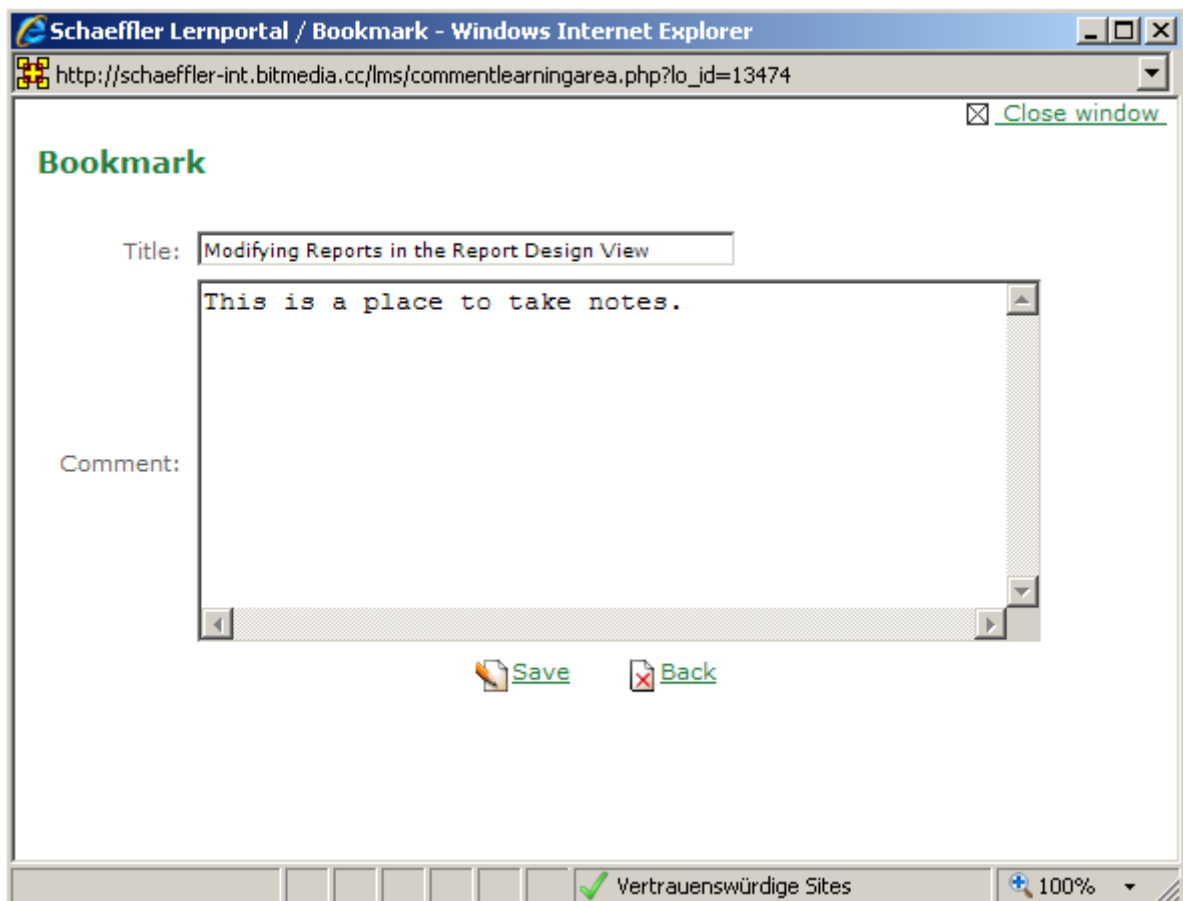 Schaeffler Lernportal / Bookmark - Windows Internet Explorer
http://schaeffler-int.bitmedia.cc/lms/commentlearningarea.php?lo_id=13474
Close window
Bookmark
Title: Modifying Reports in the Report Design View
This is a place to take notes.
Comment:
Save Back
Vertrauenswürdige Sites 100%